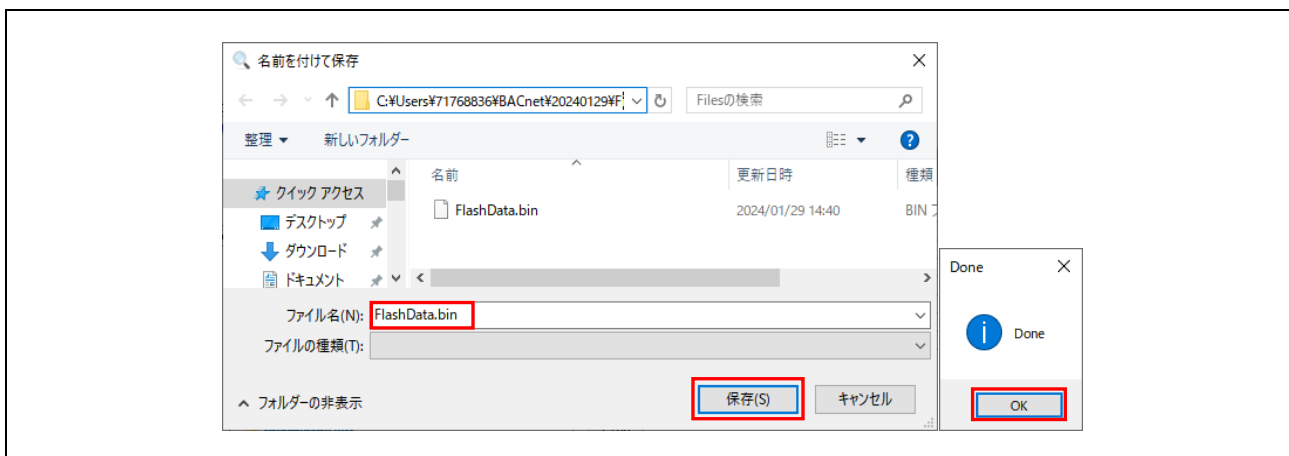 名前を付けて保存
C:¥Users¥71768836¥BACnet¥20240129¥F
Filesの検索
整理 新しいフォルダー
名前 更新日時 種類
クイック アクセス
FlashData.bin 2024/01/29 14:40 BIN
デスクトップ
ダウンロード
ドキュメント
ファイル名(N): FlashData.bin
ファイルの種類(T):
フォルダーの非表示
保存(S) キャンセル
Done
Done
OK